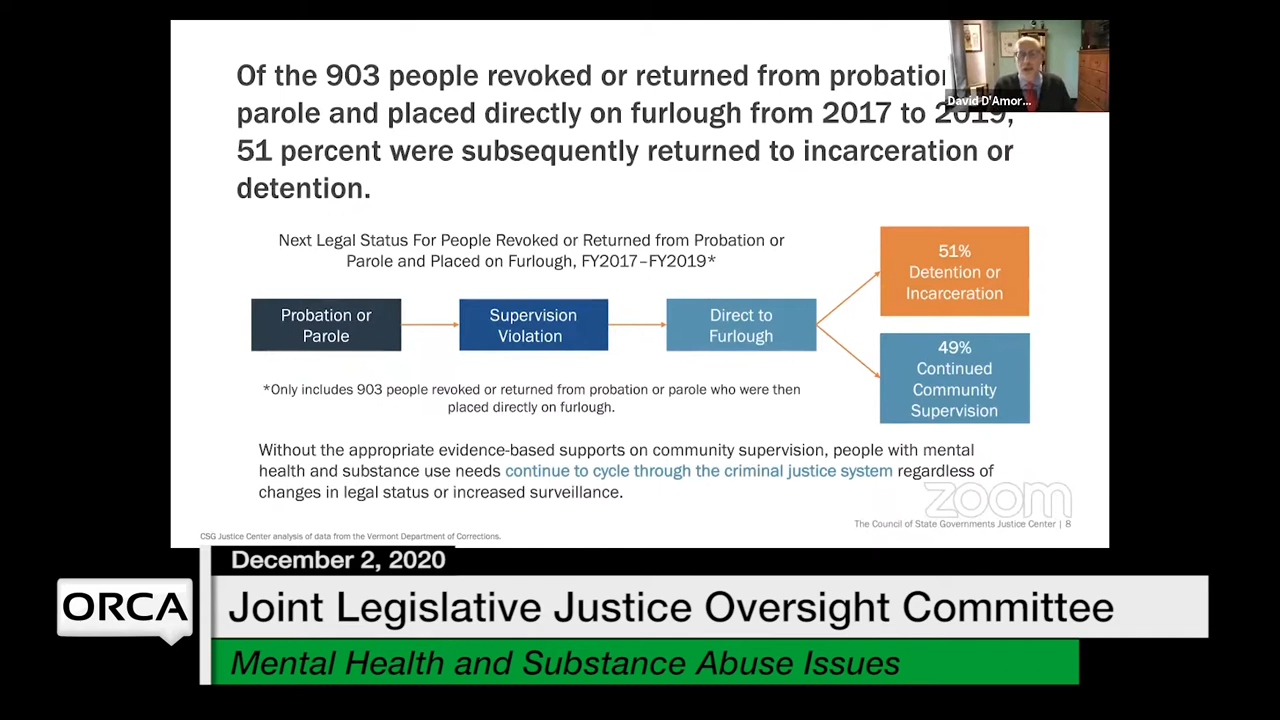 Of the 903 people revoked or returned from probation
parole and placed directly on furlough from 2017 to 2019,
51 percent were subsequently returned to incarceration or
detention.
David D'Amor...
Next Legal Status For People Revoked or Returned from Probation or
Parole and Placed on Furlough, FY2017–FY2019*
Probation or
Parole
Supervision
Violation
Direct to
Furlough
51%
Detention or
Incarceration
49%
Continued
Community
Supervision
*Only includes 903 people revoked or returned from probation or parole who were then
placed directly on furlough.
Without the appropriate evidence-based supports on community supervision, people with mental
health and substance use needs continue to cycle through the criminal justice system regardless of
changes in legal status or increased surveillance.
zoom
The Council of State Governments Justice Center | 8
CSG Justice Center analysis of data from the Vermont Department of Corrections.
December 2, 2020
ORCA
Joint Legislative Justice Oversight Committee
Mental Health and Substance Abuse Issues